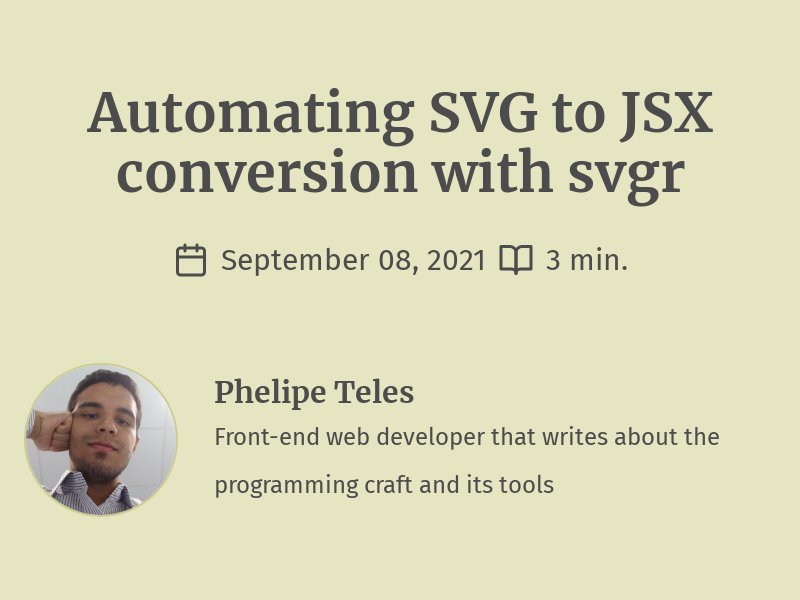 Automating SVG to JSX
conversion with svgr
September 08, 2021 3 min.
Phelipe Teles
Front-end web developer that writes about the
programming craft and its tools